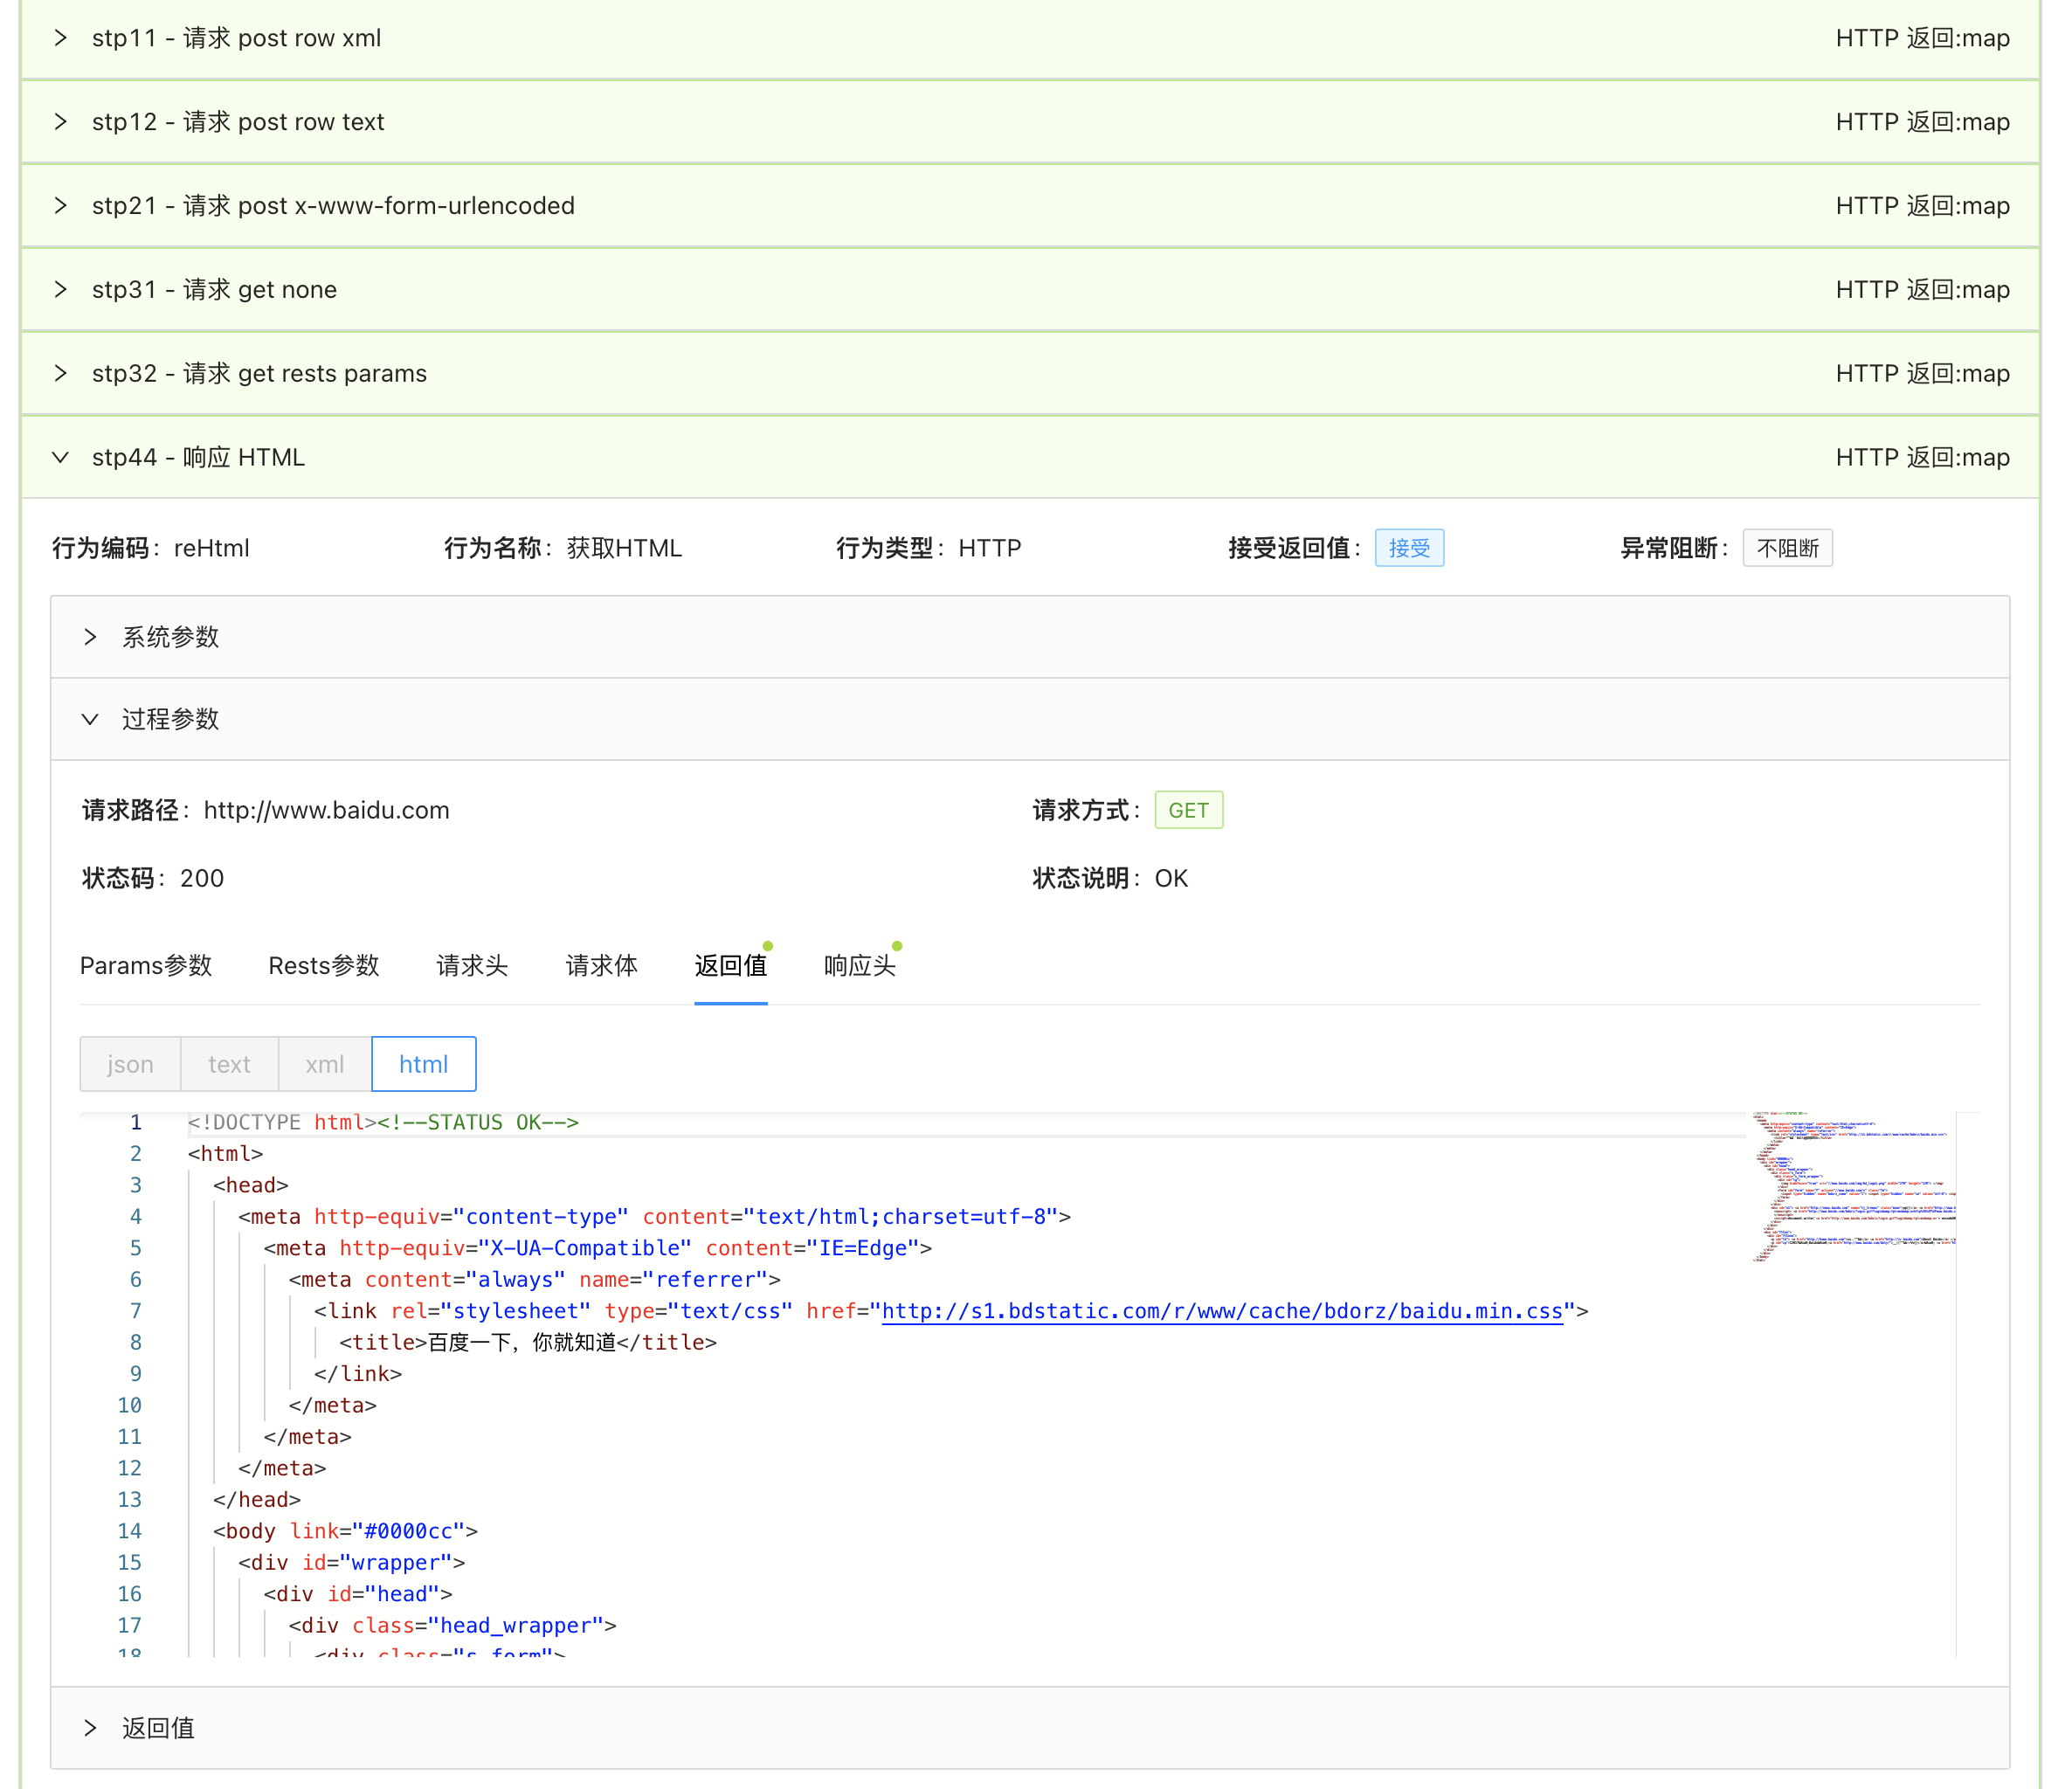 stp11 - 请求 post row xml HTTP 返回:map
stp12 - 请求 post row text HTTP 返回:map
stp21 - 请求 post x-www-form-urlencoded HTTP 返回:map
stp31 - 请求 get none HTTP 返回:map
stp32 - 请求 get rests params HTTP 返回:map
stp44 - 响应 HTML HTTP 返回:map
行为编码：reHtml 行为名称：获取HTML 行为类型：HTTP 接受返回值：接受 异常阻断：不阻断
系统参数
过程参数
请求路径：http://www.baidu.com 请求方式：GET
状态码：200 状态说明：OK
Params参数 Rests参数 请求头 请求体 返回值 响应头
json text xml html
1 <!DOCTYPE html><!--STATUS OK-->
2 <html>
3 <head>
4 <meta http-equiv="content-type" content="text/html;charset=utf-8">
5 <meta http-equiv="X-UA-Compatible" content="IE=Edge">
6 <meta content="always" name="referrer">
7 <link rel="stylesheet" type="text/css" href="http://s1.bdstatic.com/r/www/cache/bdorz/baidu.min.css">
8 <title>百度一下，你就知道</title>
9 </link>
10 </meta>
11 </meta>
12 </meta>
13 </head>
14 <body link="#0000cc">
15 <div id="wrapper">
16 <div id="head">
17 <div class="head_wrapper">
18 <div class="s_form">
返回值